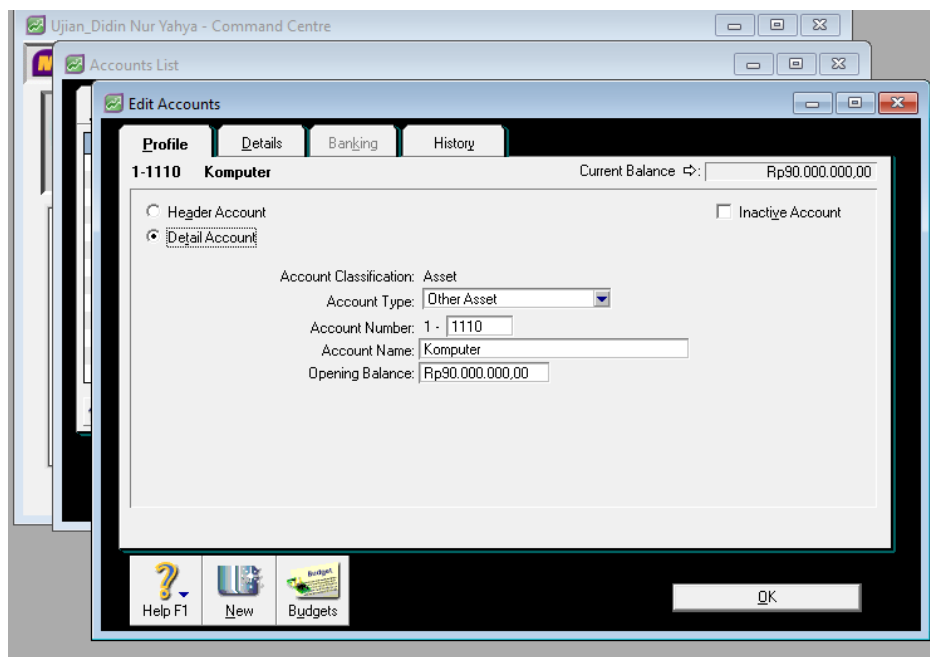 Ujian_Didin Nur Yahya - Command Centre
Accounts List
Edit Accounts
Profile Details Banking History
1-1110 Komputer Current Balance ➪: Rp90.000.000,00
Header Account Inactive Account
Detail Account
Account Classification: Asset
Account Type: Other Asset
Account Number: 1 - 1110
Account Name: Komputer
Opening Balance: Rp90.000.000,00
Budget
Help F1 New Budgets OK